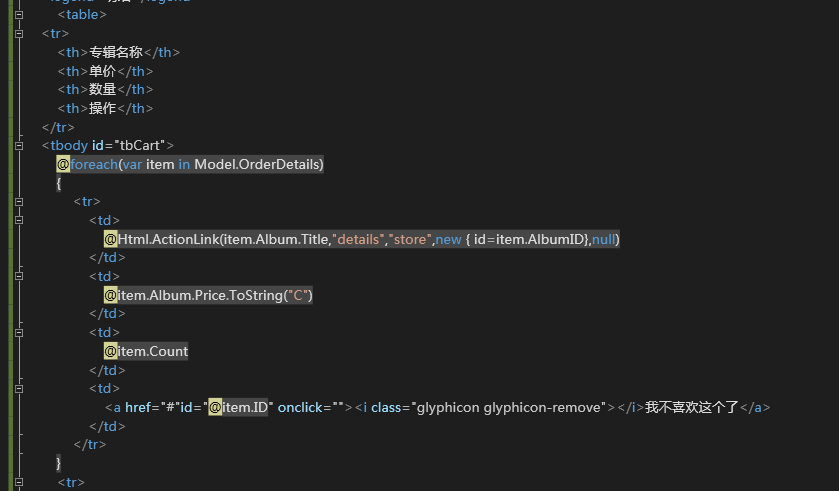 <table>
<tr>
<th>专辑名称</th>
<th>单价</th>
<th>数量</th>
<th>操作</th>
</tr>
<tbody id="tbCart">
@foreach(var item in Model.OrderDetails)
{
<tr>
<td>
@Html.ActionLink(item.Album.Title,"details","store",new { id=item.AlbumID},null)
</td>
<td>
@item.Album.Price.ToString("C")
</td>
<td>
@item.Count
</td>
<td>
<a href="#"id="@item.ID" onclick=""><i class="glyphicon glyphicon-remove"></i>我不喜欢这个了</a>
</td>
</tr>
}
<tr>